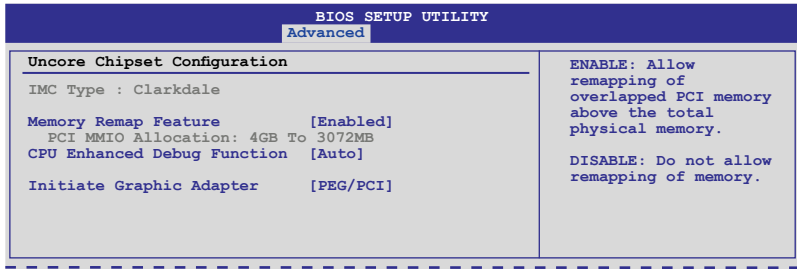 BIOS SETUP UTILITY
Advanced
Uncore Chipset Configuration
IMC Type : Clarkdale
Memory Remap Feature [Enabled]
PCI MMIO Allocation: 4GB To 3072MB
CPU Enhanced Debug Function [Auto]
Initiate Graphic Adapter [PEG/PCI]
ENABLE: Allow
remapping of
overlapped PCI memory
above the total
physical memory.
DISABLE: Do not allow
remapping of memory.